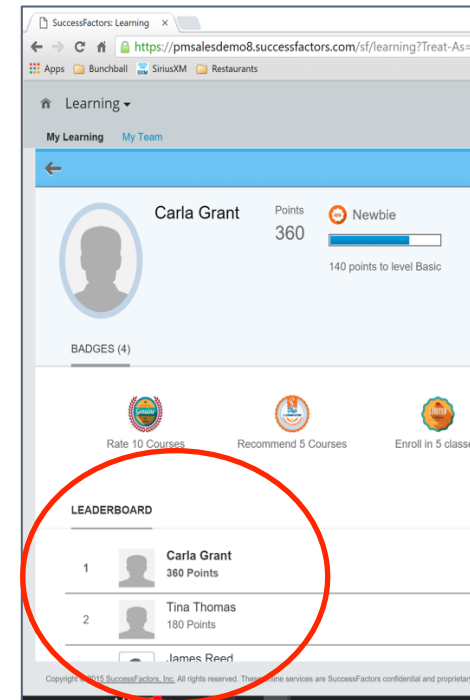 SuccessFactors: Learning ×
https://pmsalesdemo8.successfactors.com/sf/learning?Treat-As=
Apps Bunchball SiriusXM Restaurants
Learning
My Learning My Team
Carla Grant
Points
360
Newbie
140 points to level Basic
BADGES (4)
Rate 10 Courses Recommend 5 Courses Enroll in 5 classe
LEADERBOARD
1 Carla Grant
360 Points
2 Tina Thomas
180 Points
James Reed
Copyright © 2015 SuccessFactors, Inc. All rights reserved. These online services are SuccessFactors confidential and proprietar